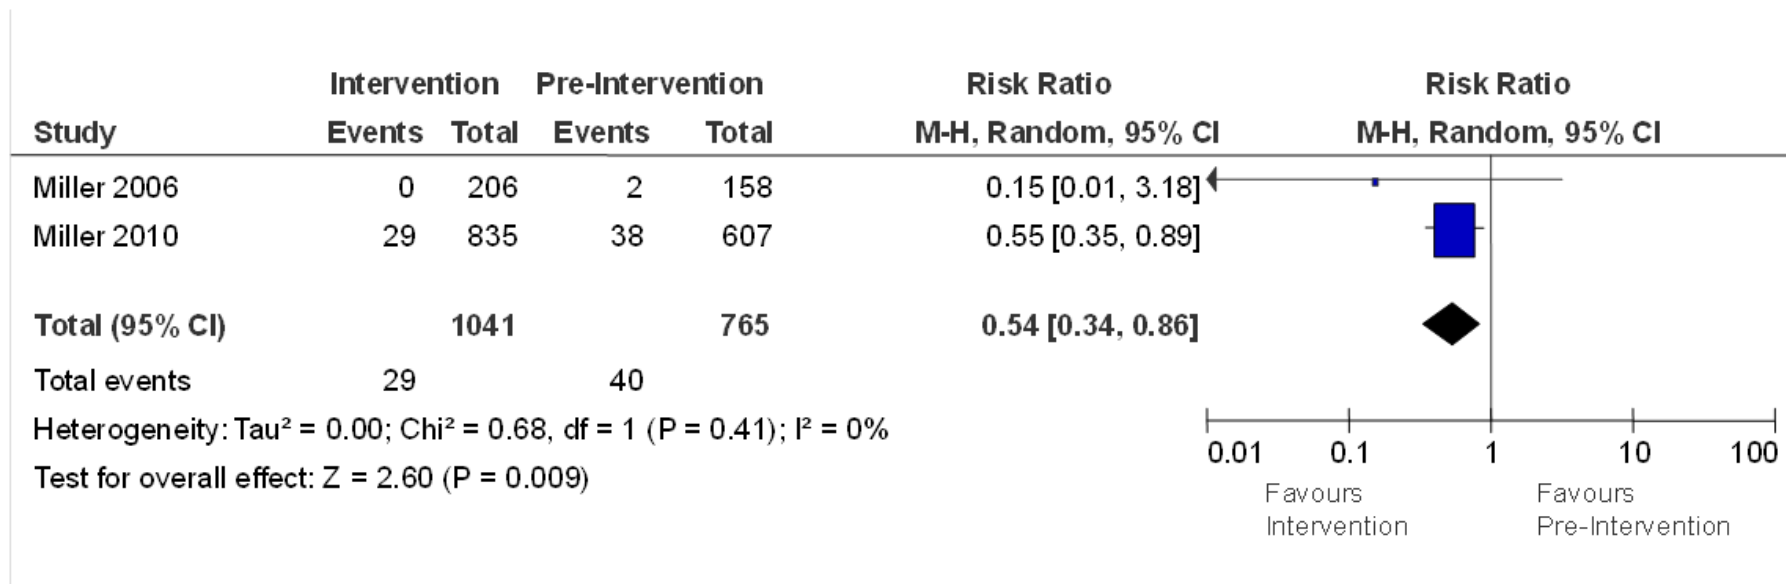 Intervention Pre-Intervention Risk Ratio Risk Ratio
Study Events Total Events Total M-H, Random, 95% CI M-H, Random, 95% CI
Miller 2006 0 206 2 158 0.15 [0.01, 3.18]
Miller 2010 29 835 38 607 0.55 [0.35, 0.89]
Total (95% CI) 1041 765 0.54 [0.34, 0.86]
Total events 29 40
Heterogeneity: Tau² = 0.00; Chi² = 0.68, df = 1 (P = 0.41); I² = 0%
Test for overall effect: Z = 2.60 (P = 0.009)
0.01 0.1 1 10 100
Favours Favours
Intervention Pre-Intervention